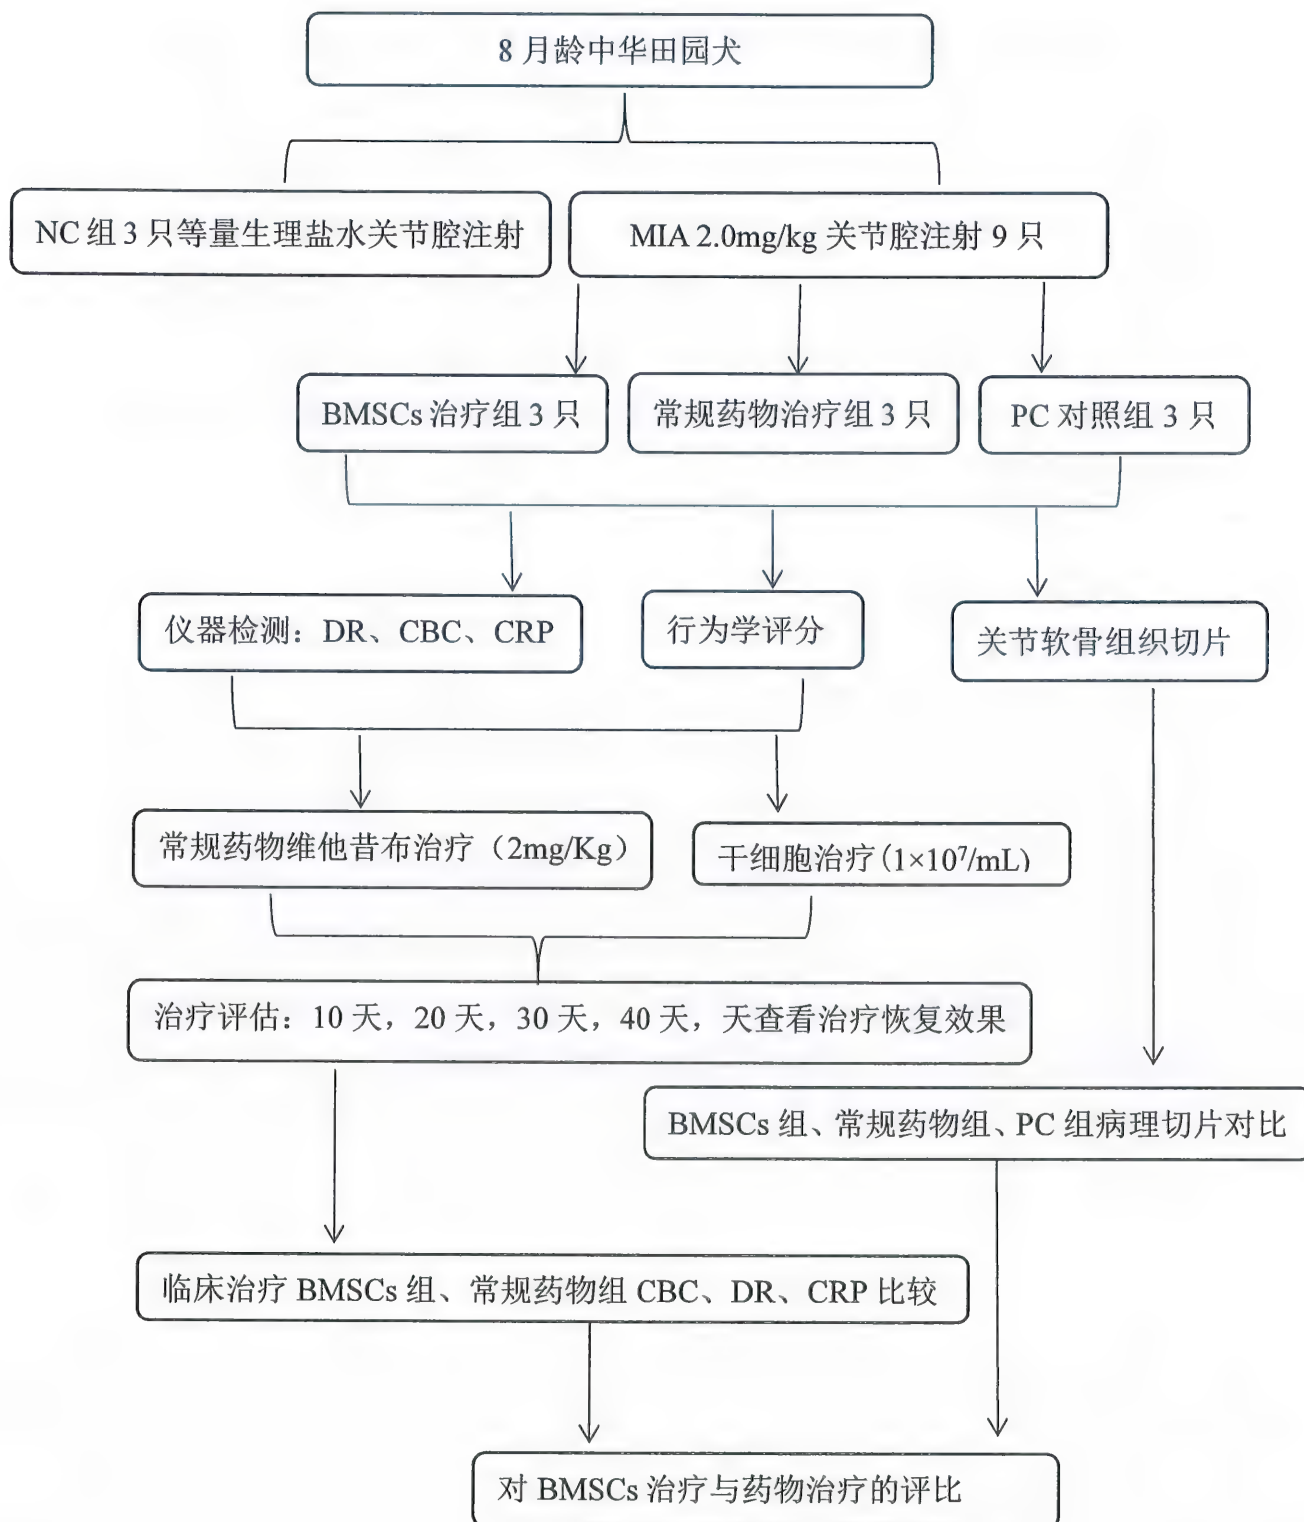 8 月龄中华田园犬
NC 组 3 只等量生理盐水关节腔注射
MIA 2.0mg/kg 关节腔注射 9 只
BMSCs 治疗组 3 只
常规药物治疗组 3 只
PC 对照组 3 只
仪器检测：DR、CBC、CRP
行为学评分
关节软骨组织切片
常规药物维他昔布治疗（2mg/Kg）
干细胞治疗(1×10⁷/mL)
治疗评估：10 天，20 天，30 天，40 天，天查看治疗恢复效果
BMSCs 组、常规药物组、PC 组病理切片对比
临床治疗 BMSCs 组、常规药物组 CBC、DR、CRP 比较
对 BMSCs 治疗与药物治疗的评比